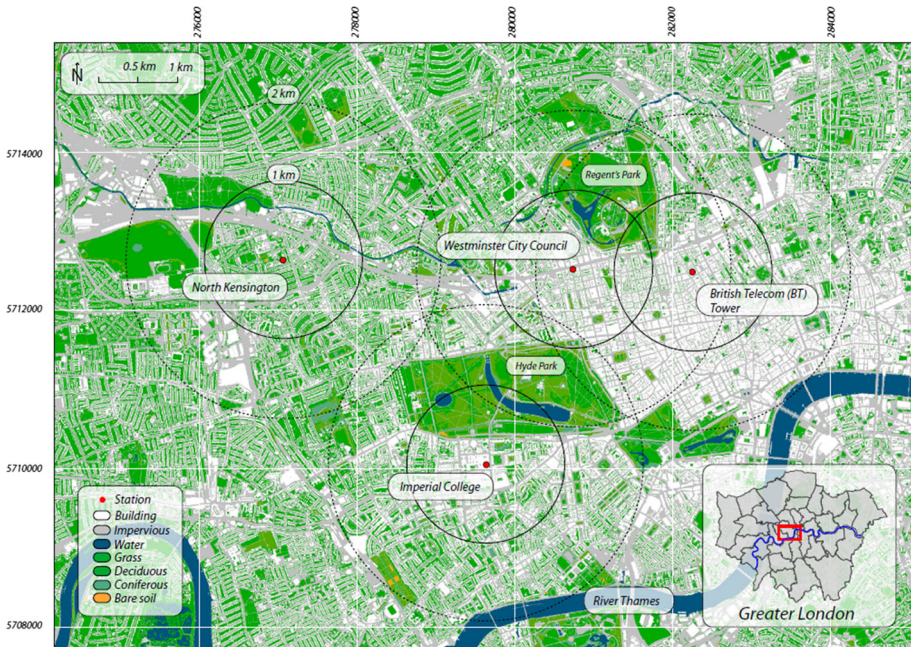 276000
278000
280000
282000
284000
N
0.5 km 1 km
2 km
5714000
Regent's Park
1 km
Westminster City Council
North Kensington
British Telecom (BT)
Tower
5712000
Hyde Park
5710000
Imperial College
Station
Building
Impervious
Water
Grass
Deciduous
Coniferous
Bare soil
River Thames
Greater London
5708000